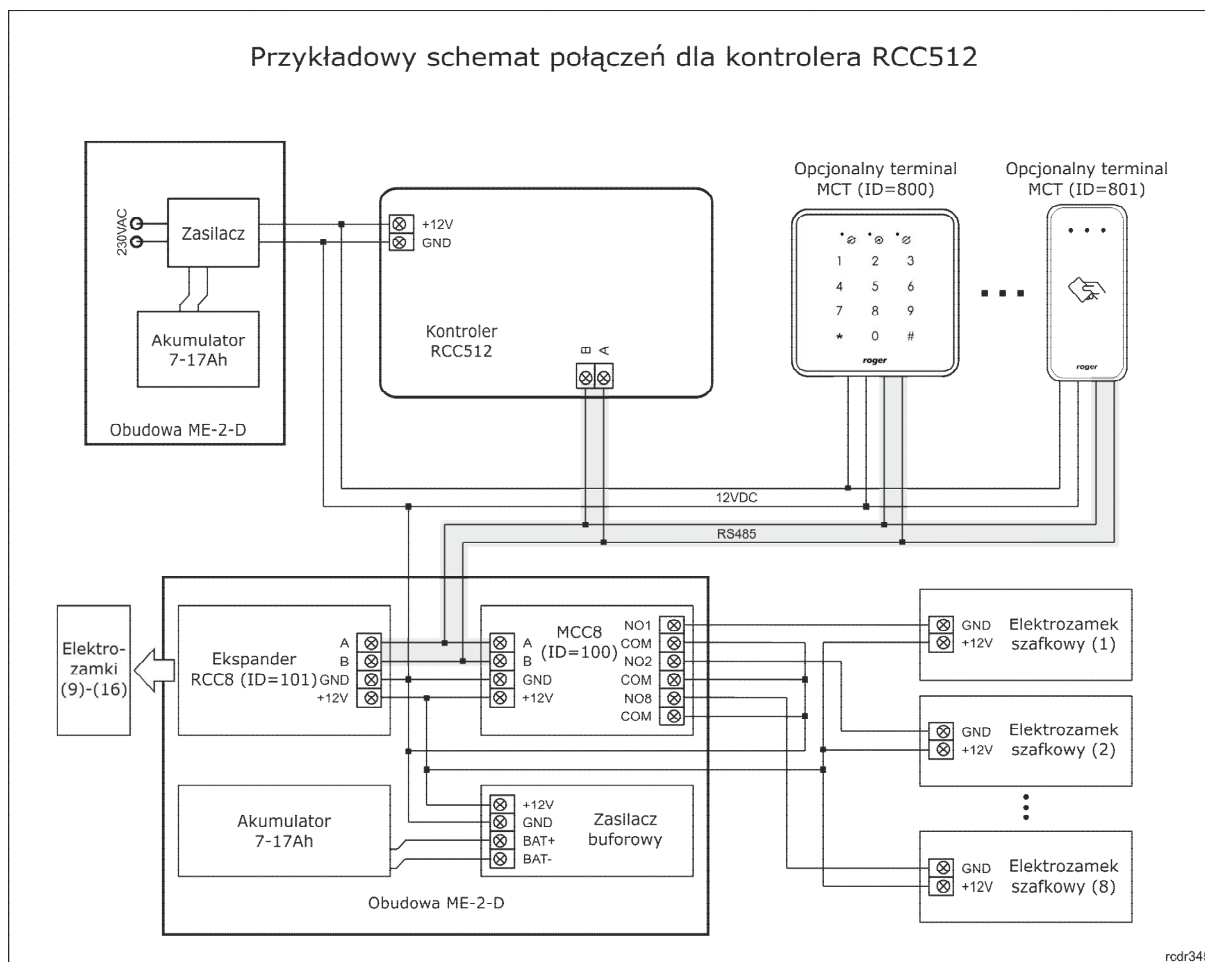 Przykładowy schemat połączeń dla kontrolera RCC512
230VAC
Zasilacz
Akumulator
7-17Ah
Obudowa ME-2-D
+12V
GND
Kontroler
RCC512
B
A
Opcjonalny terminal
MCT (ID=800)
1 2 3
4 5 6
7 8 9
* 0 #
roger
Opcjonalny terminal
MCT (ID=801)
roger
12VDC
RS485
Elektro-
zamki
(9)-(16)
Ekspander
RCC8 (ID=101)
A
B
GND
+12V
MCC8
(ID=100)
A
B
GND
+12V
NO1
COM
COM
NO2
COM
NO8
COM
Akumulator
7-17Ah
+12V
GND
BAT+
BAT-
Zasilacz
buforowy
Obudowa ME-2-D
GND
+12V
Elektrozamek
szafkowy (1)
GND
+12V
Elektrozamek
szafkowy (2)
GND
+12V
Elektrozamek
szafkowy (8)
rcdr345